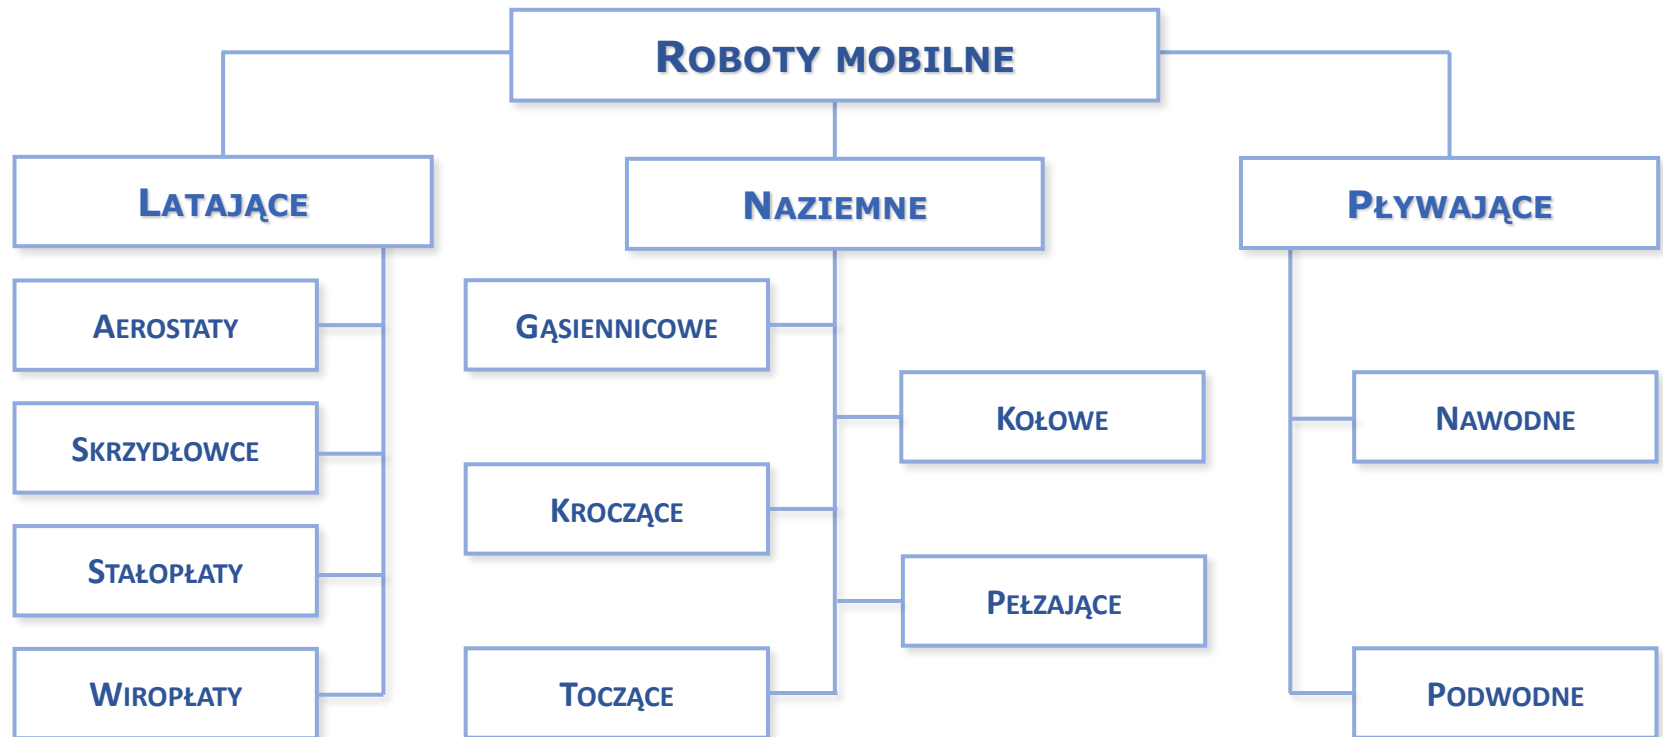 ROBOTY MOBILNE
LATAJĄCE
NAZIEMNE
PŁYWAJĄCE
AEROSTATY
SKRZYDŁOWCE
STAŁOPŁATY
WIROPŁATY
GĄSIENNICOWE
KOŁOWE
KROCZĄCE
PEŁZAJĄCE
TOCZĄCE
NAWODNE
PODWODNE